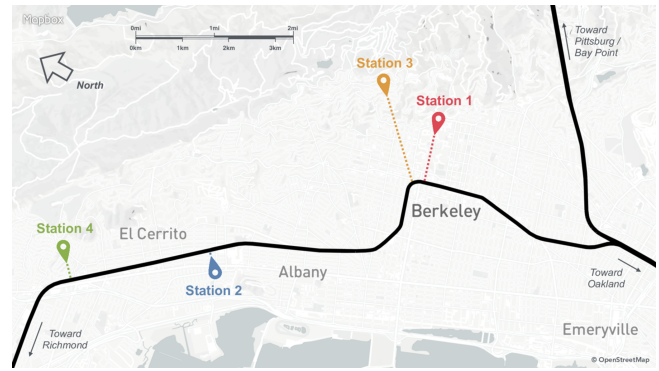 Mapbox
0mi 1mi 2mi
0km 1km 2km 3km
North
Toward
Pittsburg /
Bay Point
Station 3
Station 1
Berkeley
Station 4
El Cerrito
Albany
Station 2
Toward
Oakland
Toward
Richmond
Emeryville
© OpenStreetMap